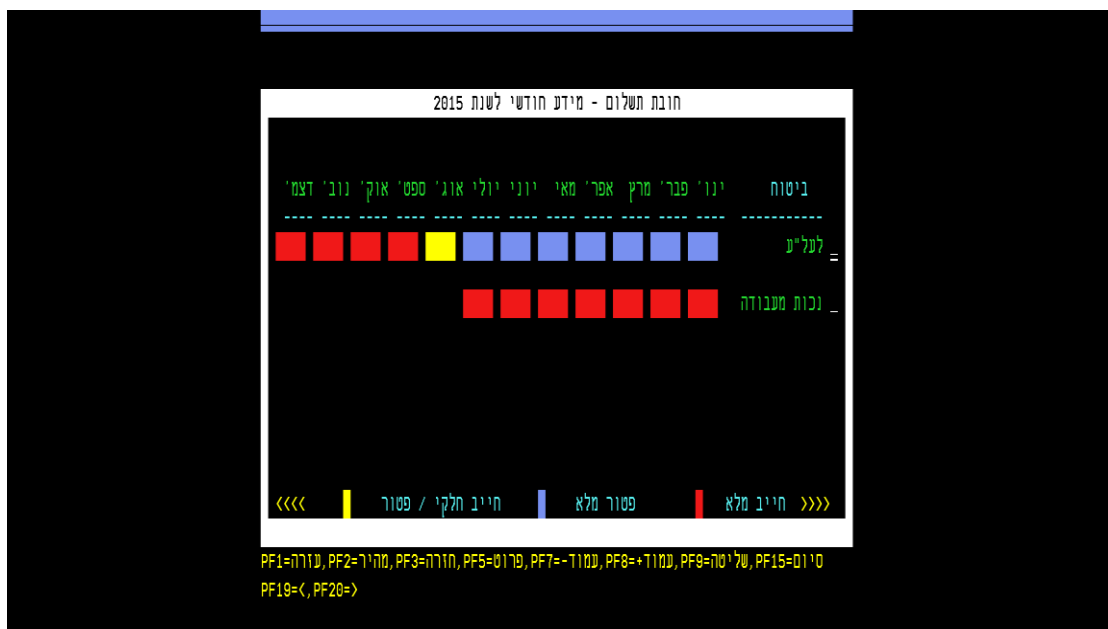 חובת תשלום - מידע חודשי לשנת 2015
ביטוח ינו' פבר' מרץ אפר' מאי יוני יולי אוג' ספט' אוק' נוב' דצמ'
----------- ---- ---- ---- ---- ---- ---- ---- ---- ---- ---- ---- ----
_ לעל"ע
_ נכות מעבודה
<<<< חייב מלא פטור מלא חייב חלקי / פטור >>>>
PF1=עזרה,PF2=מהיר,PF3=חזרה,PF5=פרוט,PF7=-עמוד,PF8=+עמוד,PF9=שליטה,PF15=סיום
PF19=<,PF20=>